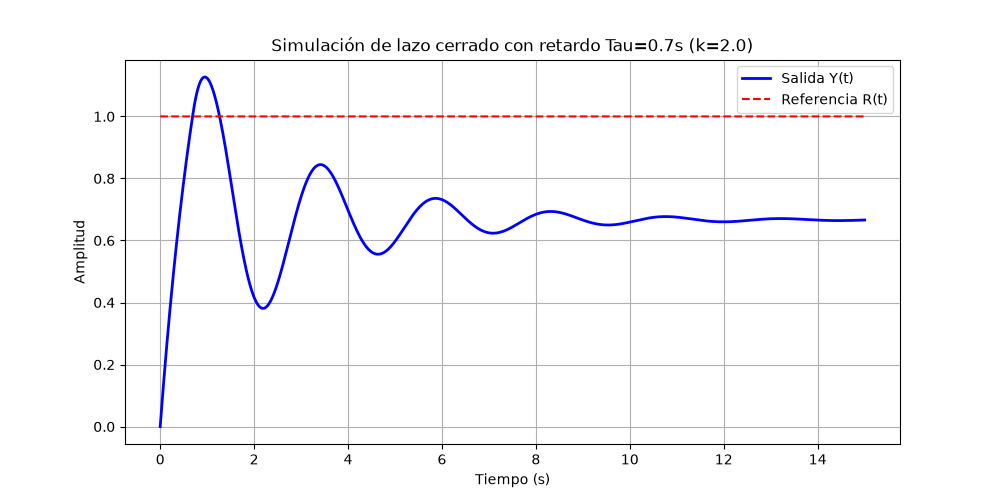 Simulación de lazo cerrado con retardo Tau=0.7s (k=2.0)
Salida Y(t)
Referencia R(t)
Amplitud
1.0
0.8
0.6
0.4
0.2
0.0
0 2 4 6 8 10 12 14
Tiempo (s)